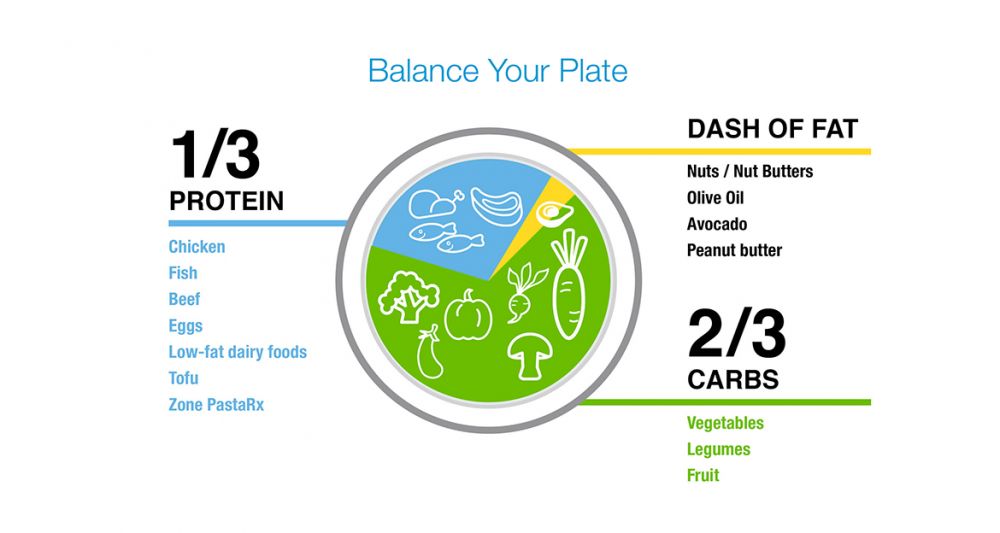 Balance Your Plate
1/3
PROTEIN
Chicken
Fish
Beef
Eggs
Low-fat dairy foods
Tofu
Zone PastaRx
DASH OF FAT
Nuts / Nut Butters
Olive Oil
Avocado
Peanut butter
2/3
CARBS
Vegetables
Legumes
Fruit